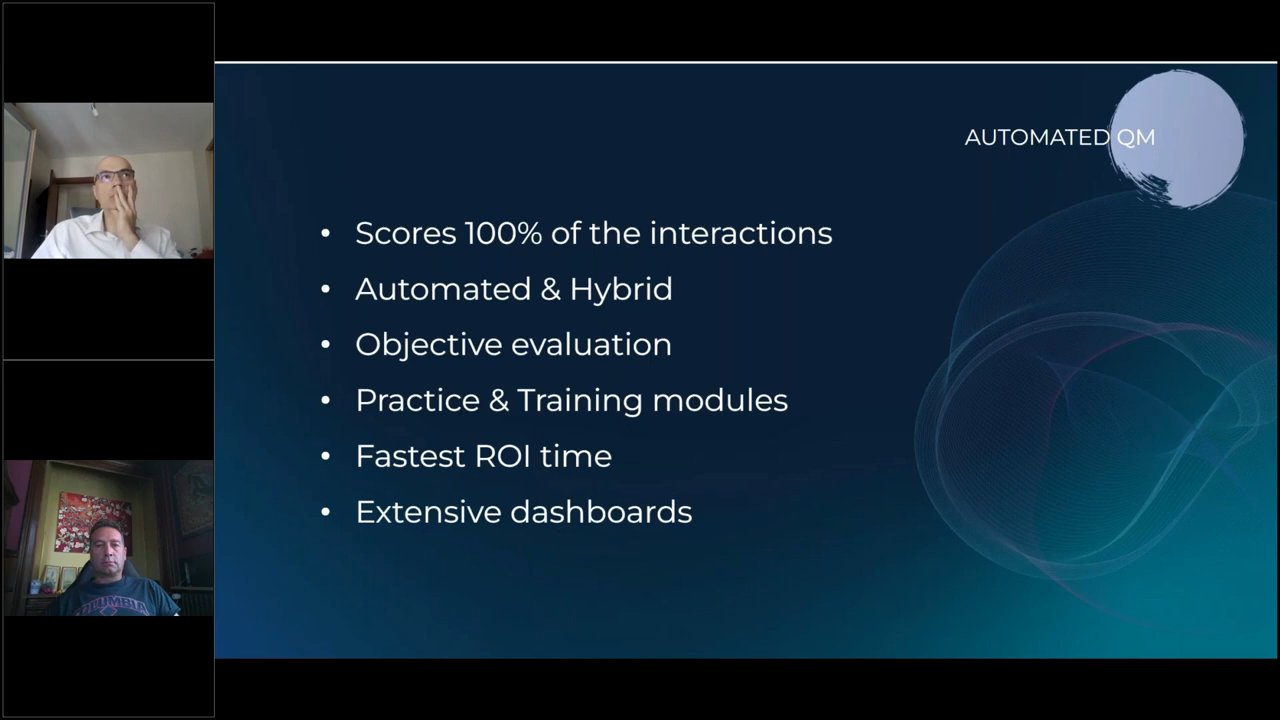 AUTOMATED QM
• Scores 100% of the interactions
• Automated & Hybrid
• Objective evaluation
• Practice & Training modules
• Fastest ROI time
• Extensive dashboards
COLUMBIA